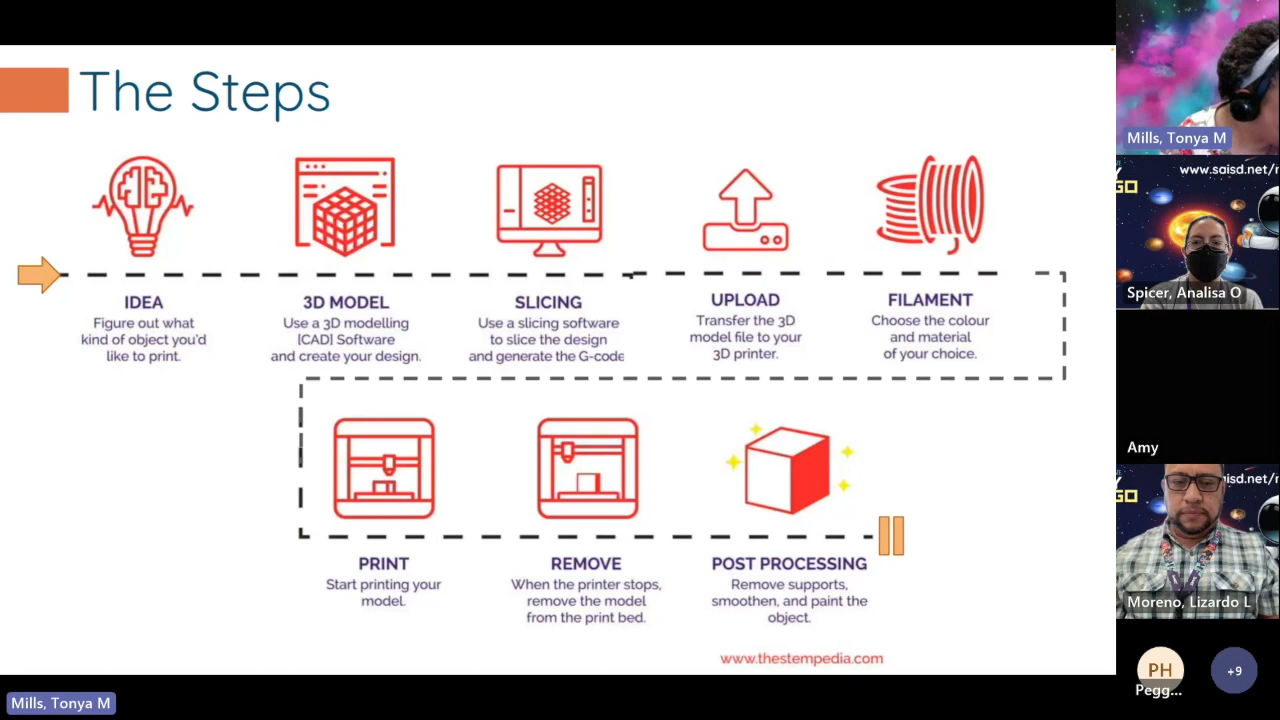 The Steps
IDEA
Figure out what
kind of object you'd
like to print.
3D MODEL
Use a 3D modelling
[CAD] Software
and create your design.
SLICING
Use a slicing software
to slice the design
and generate the G-code
UPLOAD
Transfer the 3D
model file to your
3D printer.
FILAMENT
Choose the colour
and material
of your choice.
PRINT
Start printing your
model.
REMOVE
When the printer stops,
remove the model
from the print bed.
POST PROCESSING
Remove supports,
smoothen, and paint the
object.
www.thestempedia.com
Mills, Tonya M
Mills, Tonya M
www.saisd.net/
GO
Spicer, Analisa O
Amy
isd.net/
GO
Moreno, Lizardo L
PH
Pegg...
+9